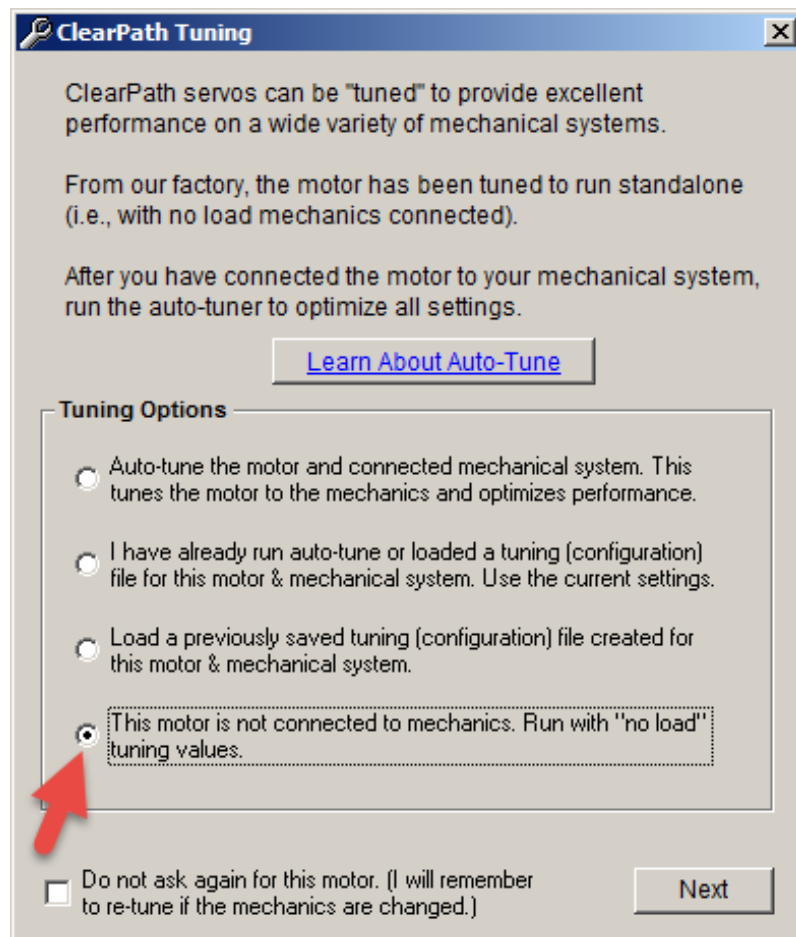 ClearPath Tuning
ClearPath servos can be "tuned" to provide excellent
performance on a wide variety of mechanical systems.
From our factory, the motor has been tuned to run standalone
(i.e., with no load mechanics connected).
After you have connected the motor to your mechanical system,
run the auto-tuner to optimize all settings.
Learn About Auto-Tune
Tuning Options
Auto-tune the motor and connected mechanical system. This
tunes the motor to the mechanics and optimizes performance.
I have already run auto-tune or loaded a tuning (configuration)
file for this motor & mechanical system. Use the current settings.
Load a previously saved tuning (configuration) file created for
this motor & mechanical system.
This motor is not connected to mechanics. Run with "no load"
tuning values.
Do not ask again for this motor. (I will remember
to re-tune if the mechanics are changed.)
Next